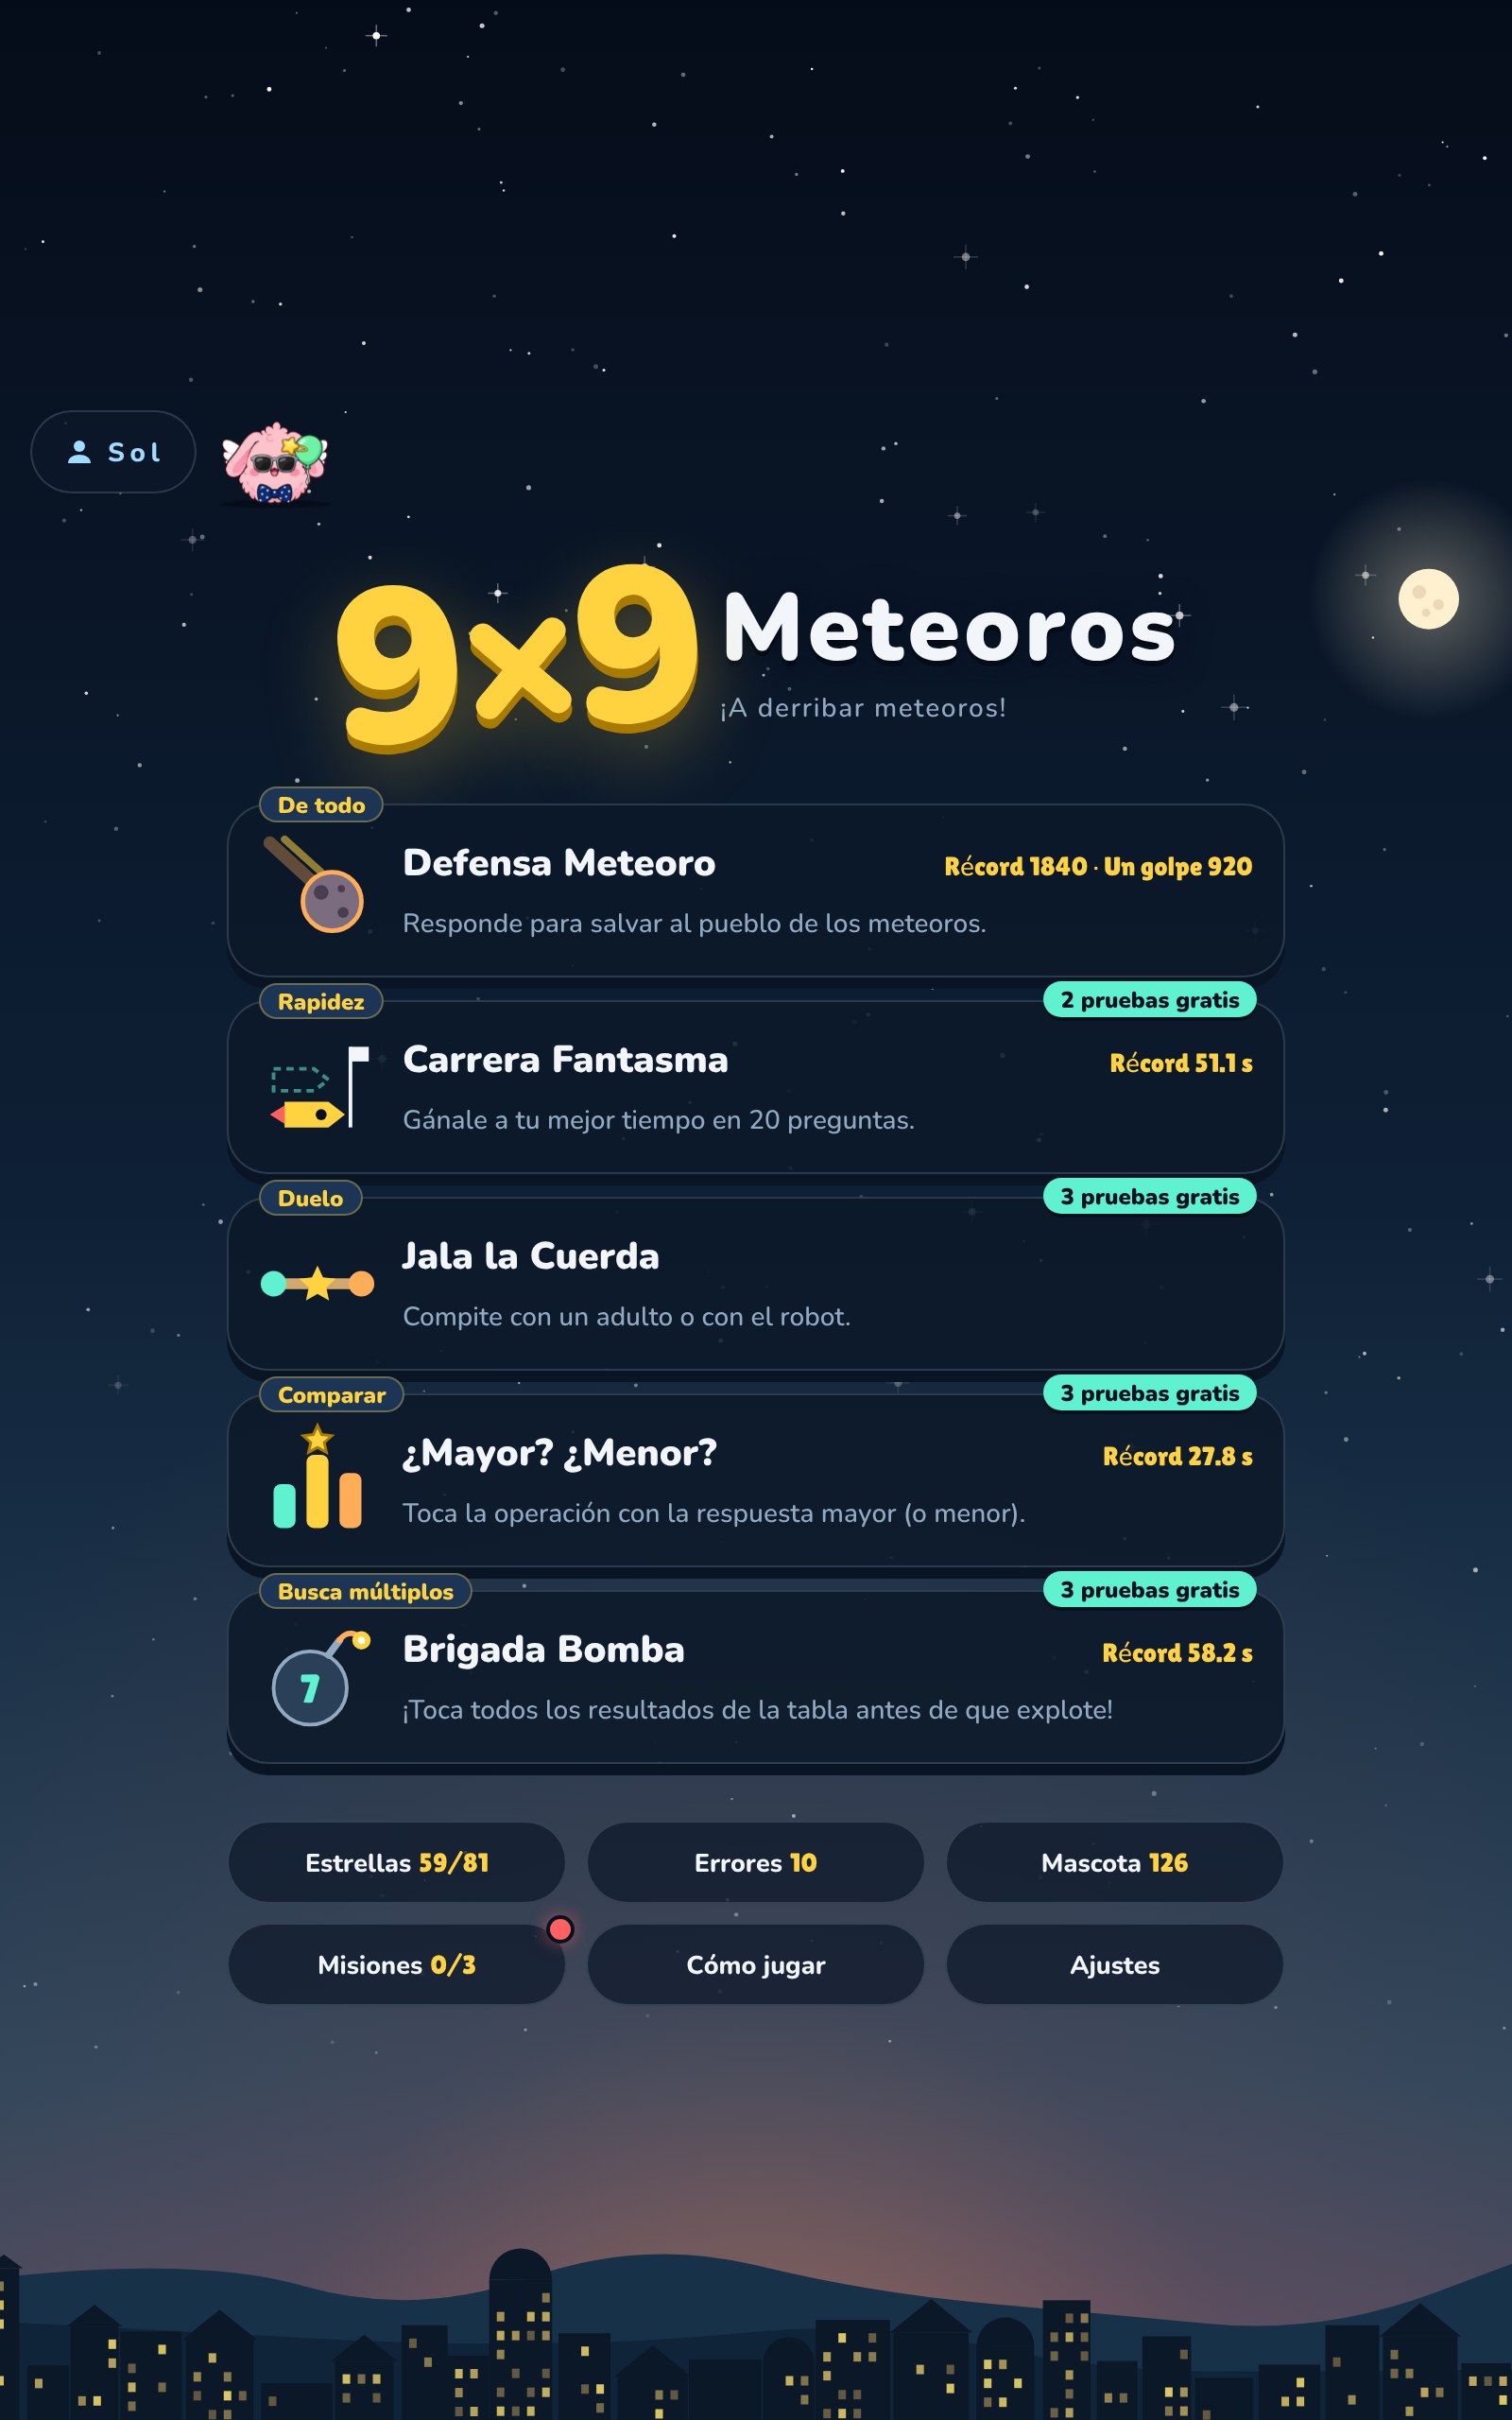 Sol
9×9 Meteoros
¡A derribar meteoros!
De todo
Defensa Meteoro
Récord 1840 · Un golpe 920
Responde para salvar al pueblo de los meteoros.
Rapidez
2 pruebas gratis
Carrera Fantasma
Récord 51.1 s
Gánale a tu mejor tiempo en 20 preguntas.
Duelo
3 pruebas gratis
Jala la Cuerda
Compite con un adulto o con el robot.
Comparar
3 pruebas gratis
¿Mayor? ¿Menor?
Récord 27.8 s
Toca la operación con la respuesta mayor (o menor).
Busca múltiplos
3 pruebas gratis
7
Brigada Bomba
Récord 58.2 s
¡Toca todos los resultados de la tabla antes de que explote!
Estrellas 59/81
Errores 10
Mascota 126
Misiones 0/3
Cómo jugar
Ajustes